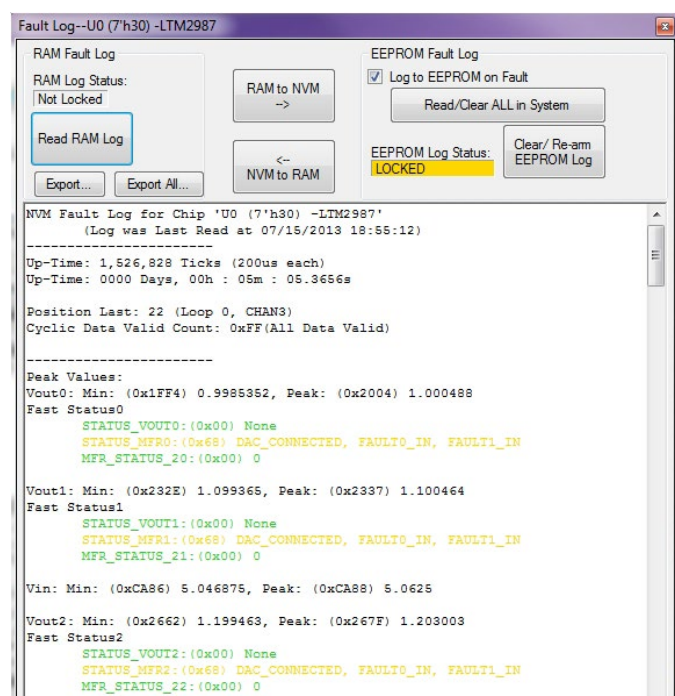 Fault Log--U0 (7'h30) -LTM2987
RAM Fault Log
RAM Log Status:
Not Locked
Read RAM Log
Export...
Export All...
RAM to NVM
-->
<--
NVM to RAM
EEPROM Fault Log
Log to EEPROM on Fault
Read/Clear ALL in System
EEPROM Log Status:
LOCKED
Clear/ Re-arm
EEPROM Log
NVM Fault Log for Chip 'U0 (7'h30) -LTM2987'
(Log was Last Read at 07/15/2013 18:55:12)
-----------------------
Up-Time: 1,526,828 Ticks (200us each)
Up-Time: 0000 Days, 00h : 05m : 05.3656s
Position Last: 22 (Loop 0, CHAN3)
Cyclic Data Valid Count: 0xFF(All Data Valid)
-----------------------
Peak Values:
Vout0: Min: (0x1FF4) 0.9985352, Peak: (0x2004) 1.000488
Fast Status0
STATUS_VOUT0:(0x00) None
STATUS_MFR0:(0x68) DAC_CONNECTED, FAULT0_IN, FAULT1_IN
MFR_STATUS_20:(0x00) 0
Vout1: Min: (0x232E) 1.099365, Peak: (0x2337) 1.100464
Fast Status1
STATUS_VOUT1:(0x00) None
STATUS_MFR1:(0x68) DAC_CONNECTED, FAULT0_IN, FAULT1_IN
MFR_STATUS_21:(0x00) 0
Vin: Min: (0xCA86) 5.046875, Peak: (0xCA88) 5.0625
Vout2: Min: (0x2662) 1.199463, Peak: (0x267F) 1.203003
Fast Status2
STATUS_VOUT2:(0x00) None
STATUS_MFR2:(0x68) DAC_CONNECTED, FAULT0_IN, FAULT1_IN
MFR_STATUS_22:(0x00) 0